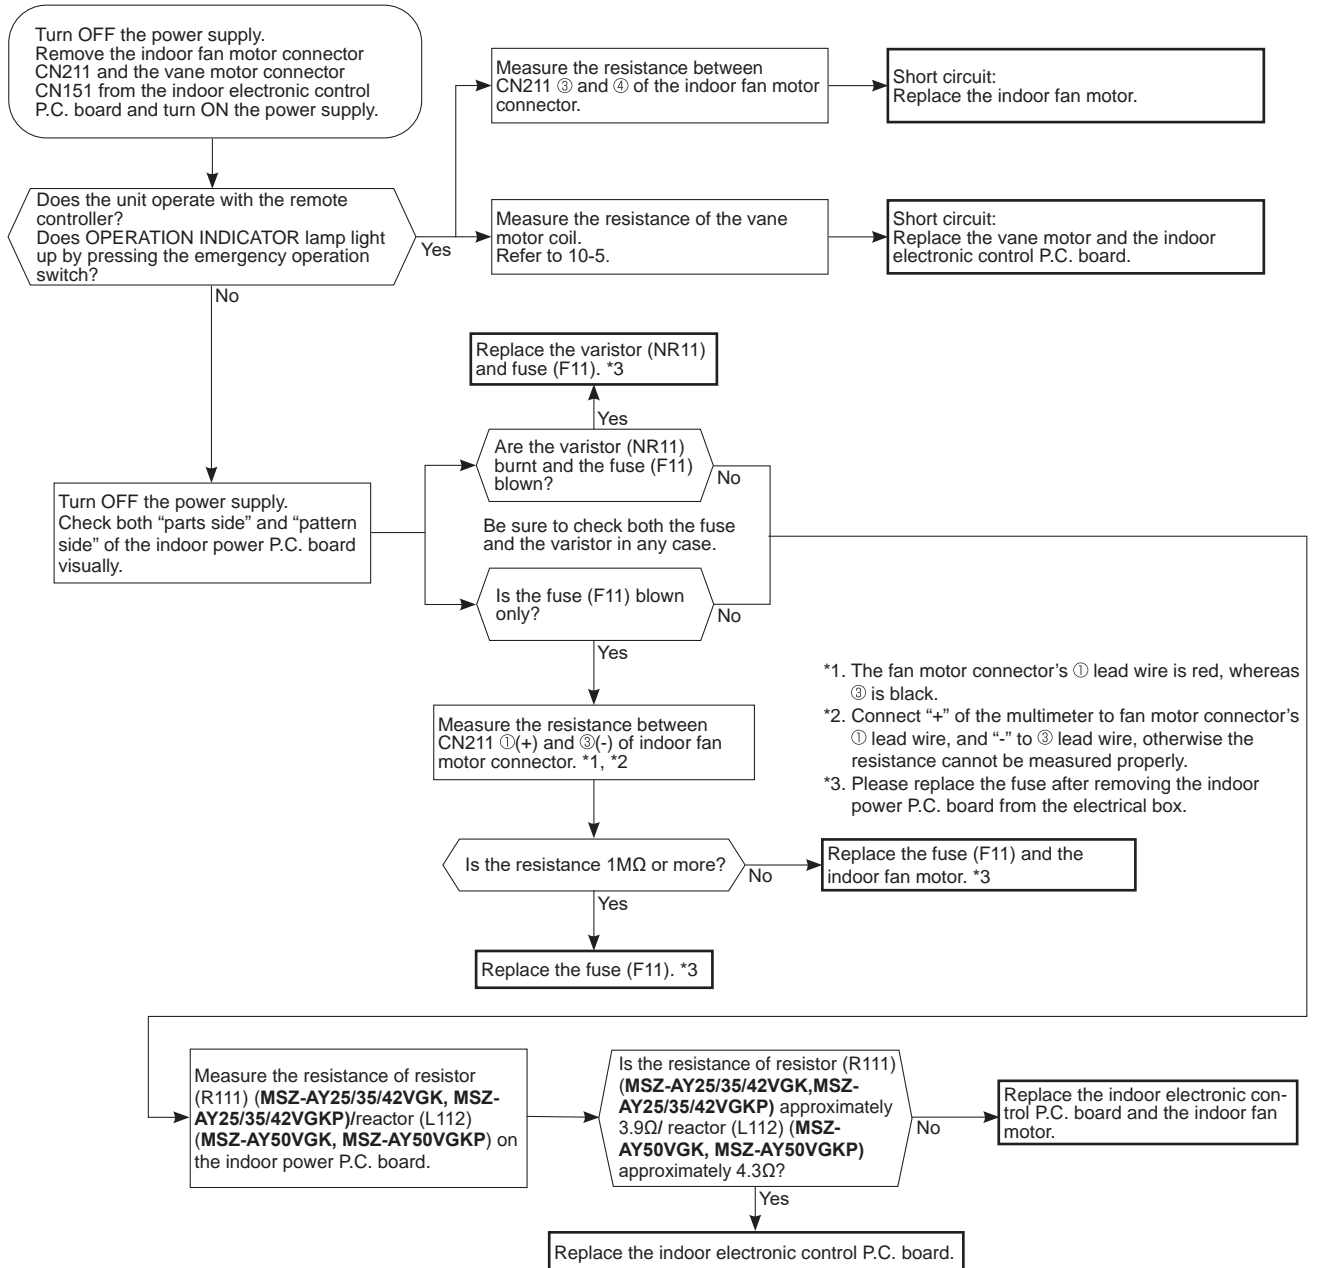 Turn OFF the power supply.
Remove the indoor fan motor connector
CN211 and the vane motor connector
CN151 from the indoor electronic control
P.C. board and turn ON the power supply.
Measure the resistance between
CN211 ③ and ④ of the indoor fan motor
connector.
Short circuit:
Replace the indoor fan motor.
Does the unit operate with the remote
controller?
Does OPERATION INDICATOR lamp light
up by pressing the emergency operation
switch?
Yes
Measure the resistance of the vane
motor coil.
Refer to 10-5.
Short circuit:
Replace the vane motor and the indoor
electronic control P.C. board.
No
Replace the varistor (NR11)
and fuse (F11). *3
Yes
Are the varistor (NR11)
burnt and the fuse (F11)
blown?
No
Turn OFF the power supply.
Check both “parts side” and “pattern
side” of the indoor power P.C. board
visually.
Be sure to check both the fuse
and the varistor in any case.
Is the fuse (F11) blown
only?
No
Yes
*1. The fan motor connector’s ① lead wire is red, whereas
③ is black.
*2. Connect “+” of the multimeter to fan motor connector’s
① lead wire, and “-” to ③ lead wire, otherwise the
resistance cannot be measured properly.
*3. Please replace the fuse after removing the indoor
power P.C. board from the electrical box.
Measure the resistance between
CN211 ①(+) and ③(-) of indoor fan
motor connector. *1, *2
Is the resistance 1MΩ or more?
No
Replace the fuse (F11) and the
indoor fan motor. *3
Yes
Replace the fuse (F11). *3
Measure the resistance of resistor
(R111) (MSZ-AY25/35/42VGK, MSZ-
AY25/35/42VGKP)/reactor (L112)
(MSZ-AY50VGK, MSZ-AY50VGKP) on
the indoor power P.C. board.
Is the resistance of resistor (R111)
(MSZ-AY25/35/42VGK,MSZ-
AY25/35/42VGKP) approximately
3.9Ω/ reactor (L112) (MSZ-
AY50VGK, MSZ-AY50VGKP)
approximately 4.3Ω?
No
Replace the indoor electronic con-
trol P.C. board and the indoor fan
motor.
Yes
Replace the indoor electronic control P.C. board.